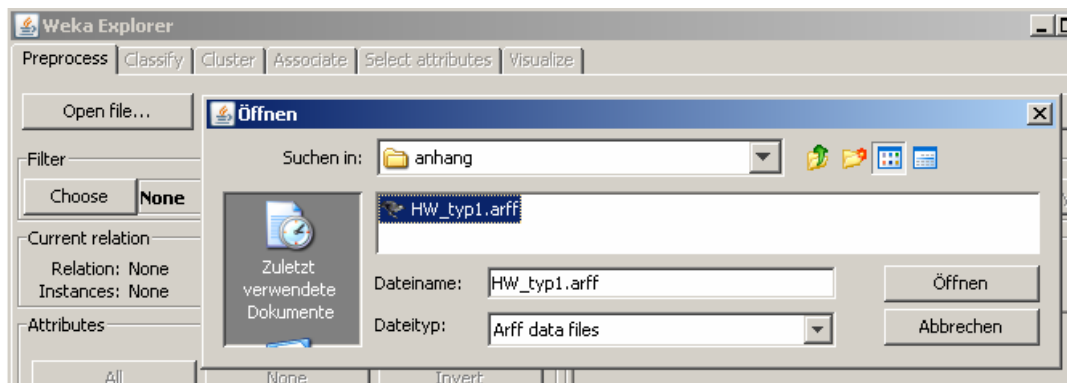 Weka Explorer
Preprocess Classify Cluster Associate Select attributes Visualize
Open file...
Öffnen
Suchen in: anhang
Filter
Choose None
HW_typ1.arff
Current relation
Relation: None
Instances: None
Zuletzt
verwendete
Dokumente
Dateiname: HW_typ1.arff Öffnen
Attributes
Dateityp: Arff data files Abbrechen
All None Invert